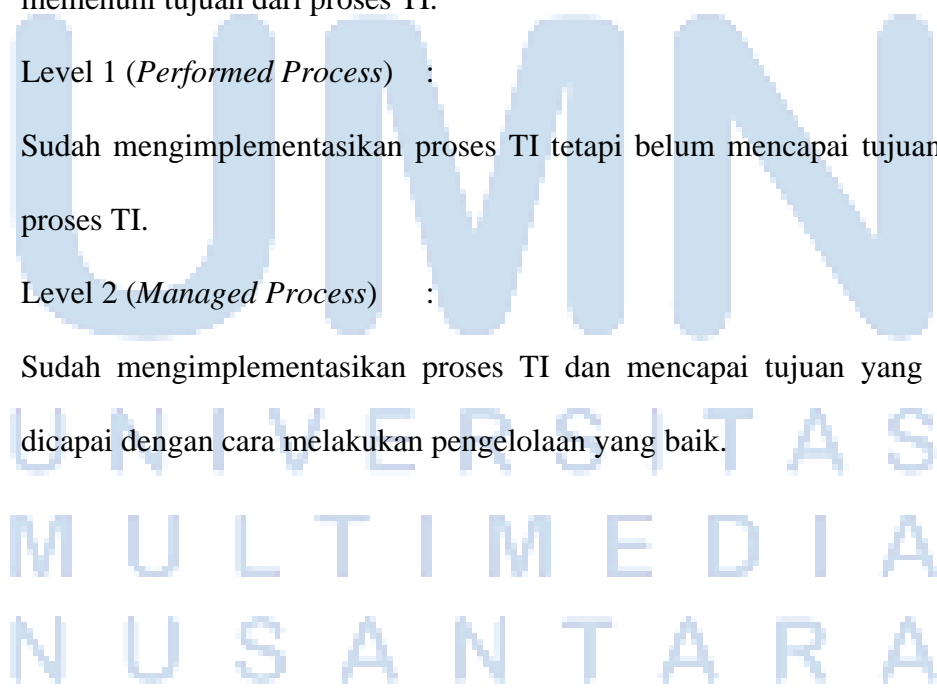 memenuhi tujuan dari proses TI.
Level 1 (Performed Process) :
Sudah mengimplementasikan proses TI tetapi belum mencapai tujuan
proses TI.
Level 2 (Managed Process) :
Sudah mengimplementasikan proses TI dan mencapai tujuan yang
dicapai dengan cara melakukan pengelolaan yang baik.
UMN
UNIVERSITAS
MULTIMEDIA
NUSANTARA